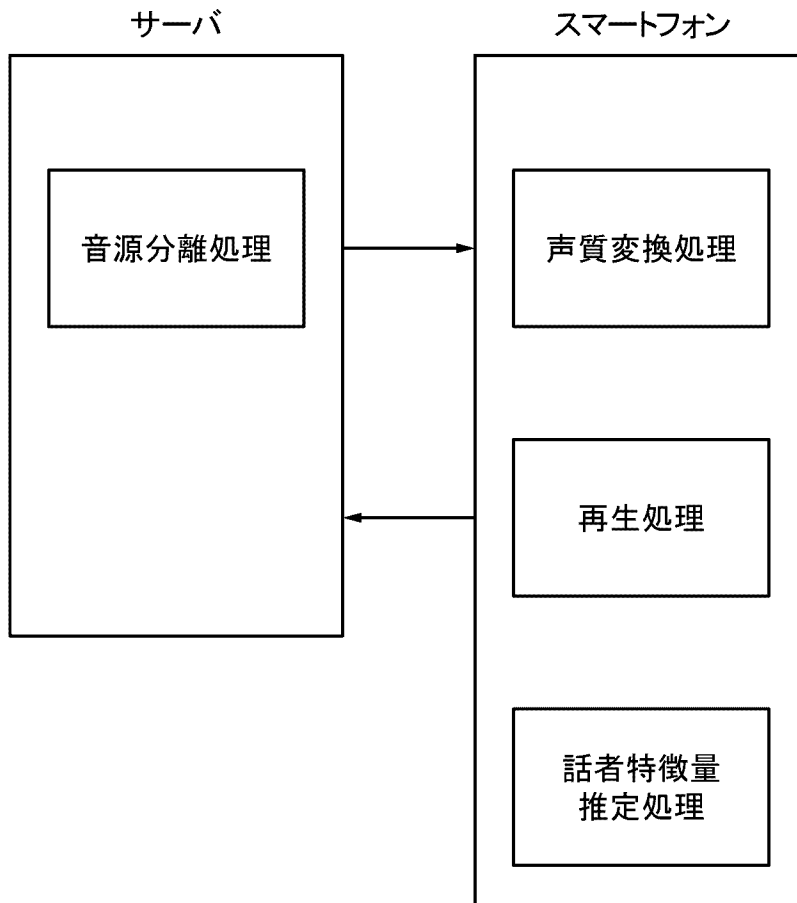 サーバ
スマートフォン
音源分離処理
声質変換処理
再生処理
話者特徴量
推定処理